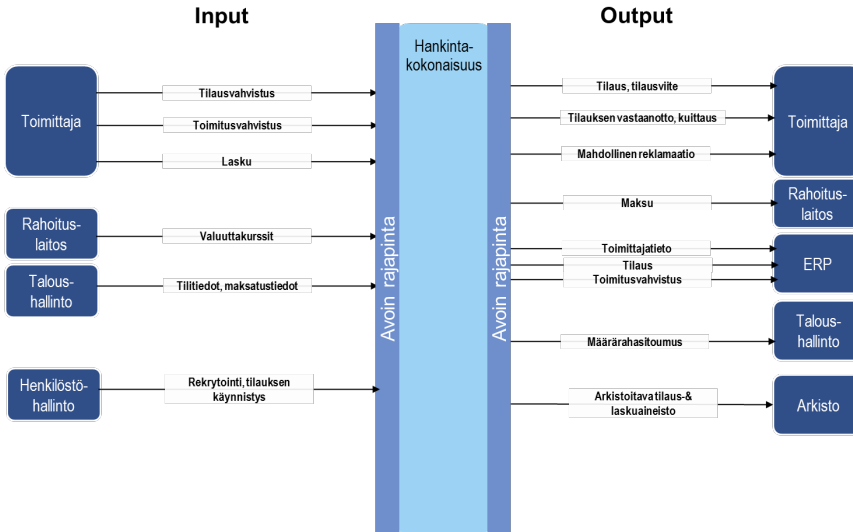 Input
Output
Hankinta-
kokonaisuus
Toimittaja
Tilausvahvistus
Toimitusvahvistus
Lasku
Rahoitus-
laitos
Valuuttakurssit
Talous-
hallinto
Tilitiedot, maksatustiedot
Henkilöstö-
hallinto
Rekrytointi, tilauksen
käynnistys
Avoin rajapinta
Avoin rajapinta
Tilaus, tilausviite
Tilauksen vastaanotto, kuittaus
Mahdollinen reklamaatio
Toimittaja
Maksu
Rahoitus-
laitos
Toimittajatieto
Tilaus
Toimitusvahvistus
ERP
Määrärahasitoumus
Talous-
hallinto
Arkistoitava tilaus-&
laskuaineisto
Arkisto